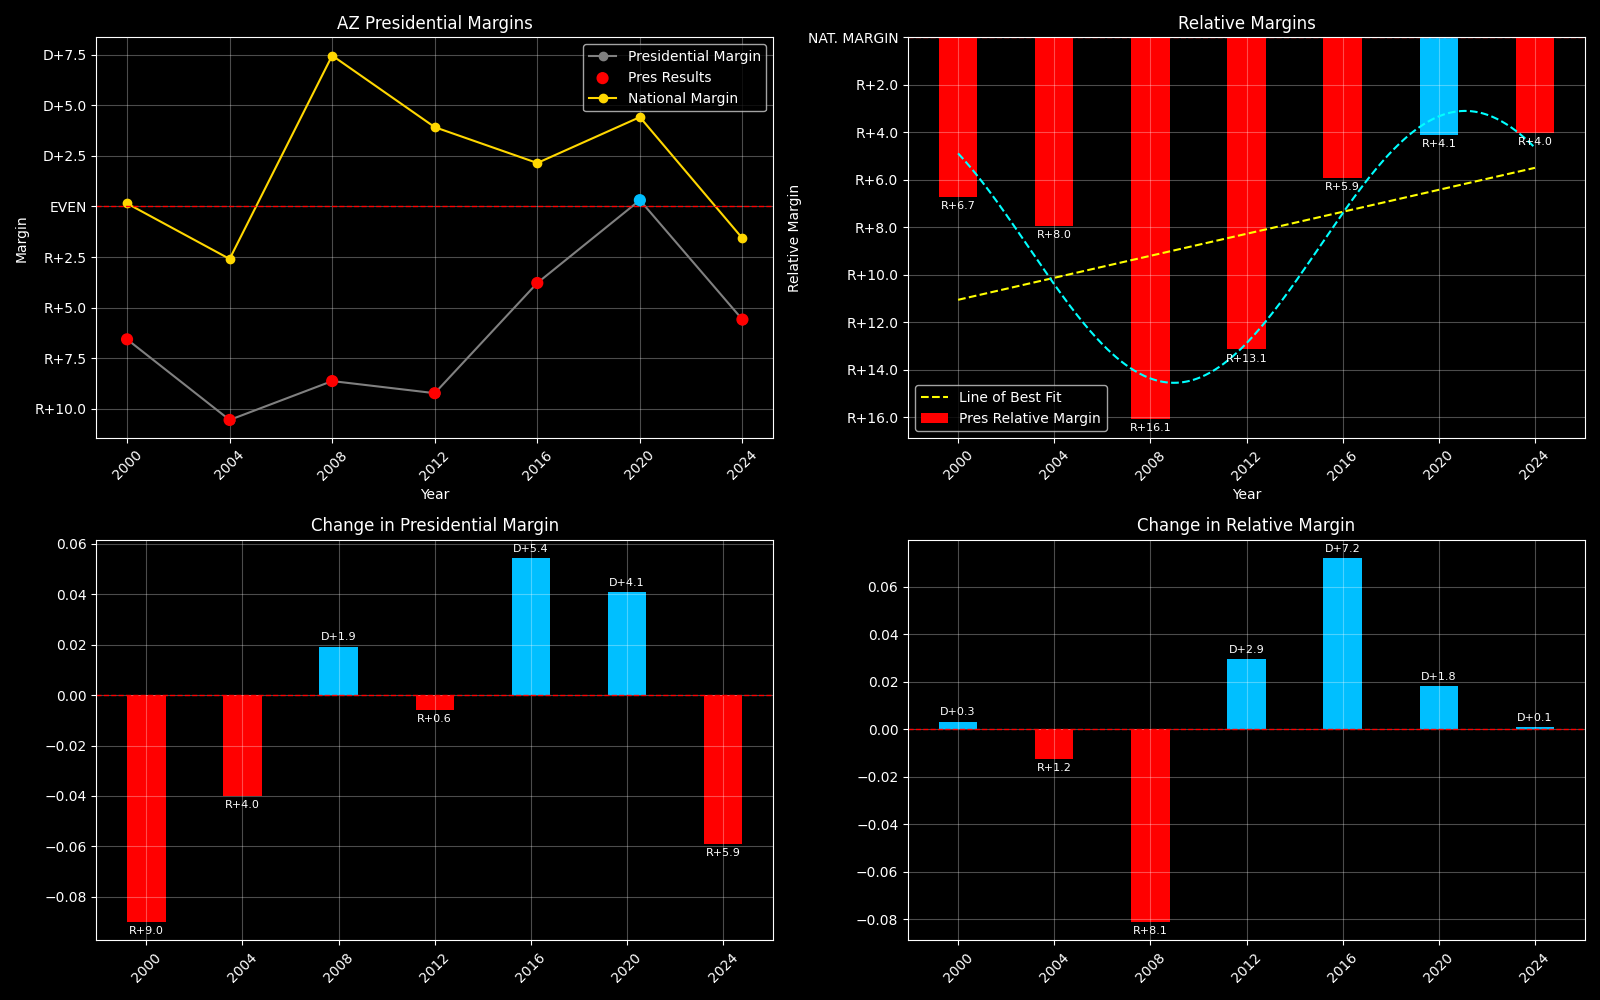 AZ Presidential Margins
Margin
D+7.5
D+5.0
D+2.5
EVEN
R+2.5
R+5.0
R+7.5
R+10.0
Presidential Margin
Pres Results
National Margin
2000
2004
2008
2012
2016
2020
2024
Year
Relative Margins
Relative Margin
NAT. MARGIN
R+2.0
R+4.0
R+6.0
R+8.0
R+10.0
R+12.0
R+14.0
R+16.0
R+6.7
R+8.0
R+16.1
R+13.1
R+5.9
R+4.1
R+4.0
Line of Best Fit
Pres Relative Margin
2000
2004
2008
2012
2016
2020
2024
Year
Change in Presidential Margin
0.06
0.04
0.02
0.00
−0.02
−0.04
−0.06
−0.08
R+9.0
R+4.0
D+1.9
R+0.6
D+5.4
D+4.1
R+5.9
2000
2004
2008
2012
2016
2020
2024
Change in Relative Margin
0.06
0.04
0.02
0.00
−0.02
−0.04
−0.06
−0.08
D+0.3
R+1.2
R+8.1
D+2.9
D+7.2
D+1.8
D+0.1
2000
2004
2008
2012
2016
2020
2024